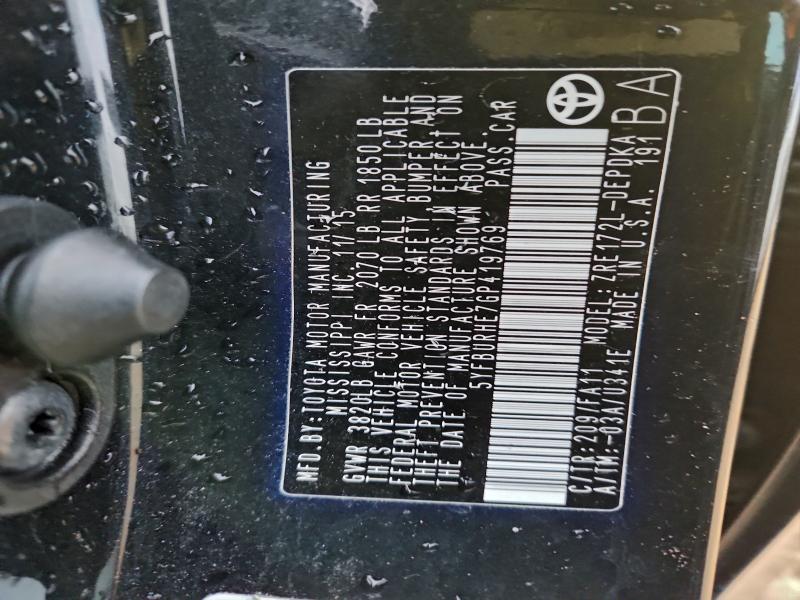 MFD. BY: TOYOTA MOTOR MANUFACTURING
MISSISSIPPI INC. 11/15
GVWR 3820LB GAWR FR 2070 LB RR 1850 LB
THIS VEHICLE CONFORMS TO ALL APPLICABLE
FEDERAL MOTOR VEHICLE SAFETY BUMPER, AND
THEFT PREVENTION STANDARDS IN EFFECT ON
THE DATE OF MANUFACTURE SHOWN ABOVE.
5YFBURHE7GP419769 PASS. CAR
C/TR: 209/FA11 MODEL: ZRE172L-DEPDKA
A/TM: -03A/U341E MADE IN U.S.A. 191
BA